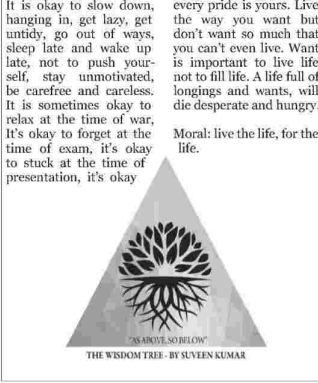 It is okay to slow down,
hanging in, get lazy, get
untidy, go out of ways,
sleep late and wake up
late, not to push your-
self, stay unmotivated,
be carefree and careless.
It is sometimes okay to
relax at the time of war,
It's okay to forget at the
time of exam, it's okay
to stuck at the time of
presentation, it's okay
every pride is yours. Live
the way you want but
don't want so much that
you can't even live. Want
is important to live life
not to fill life. A life full of
longings and wants, will
die desperate and hungry.
Moral: live the life, for the
life.
"AS ABOVE, SO BELOW"
THE WISDOM TREE - BY SUVEEN KUMAR